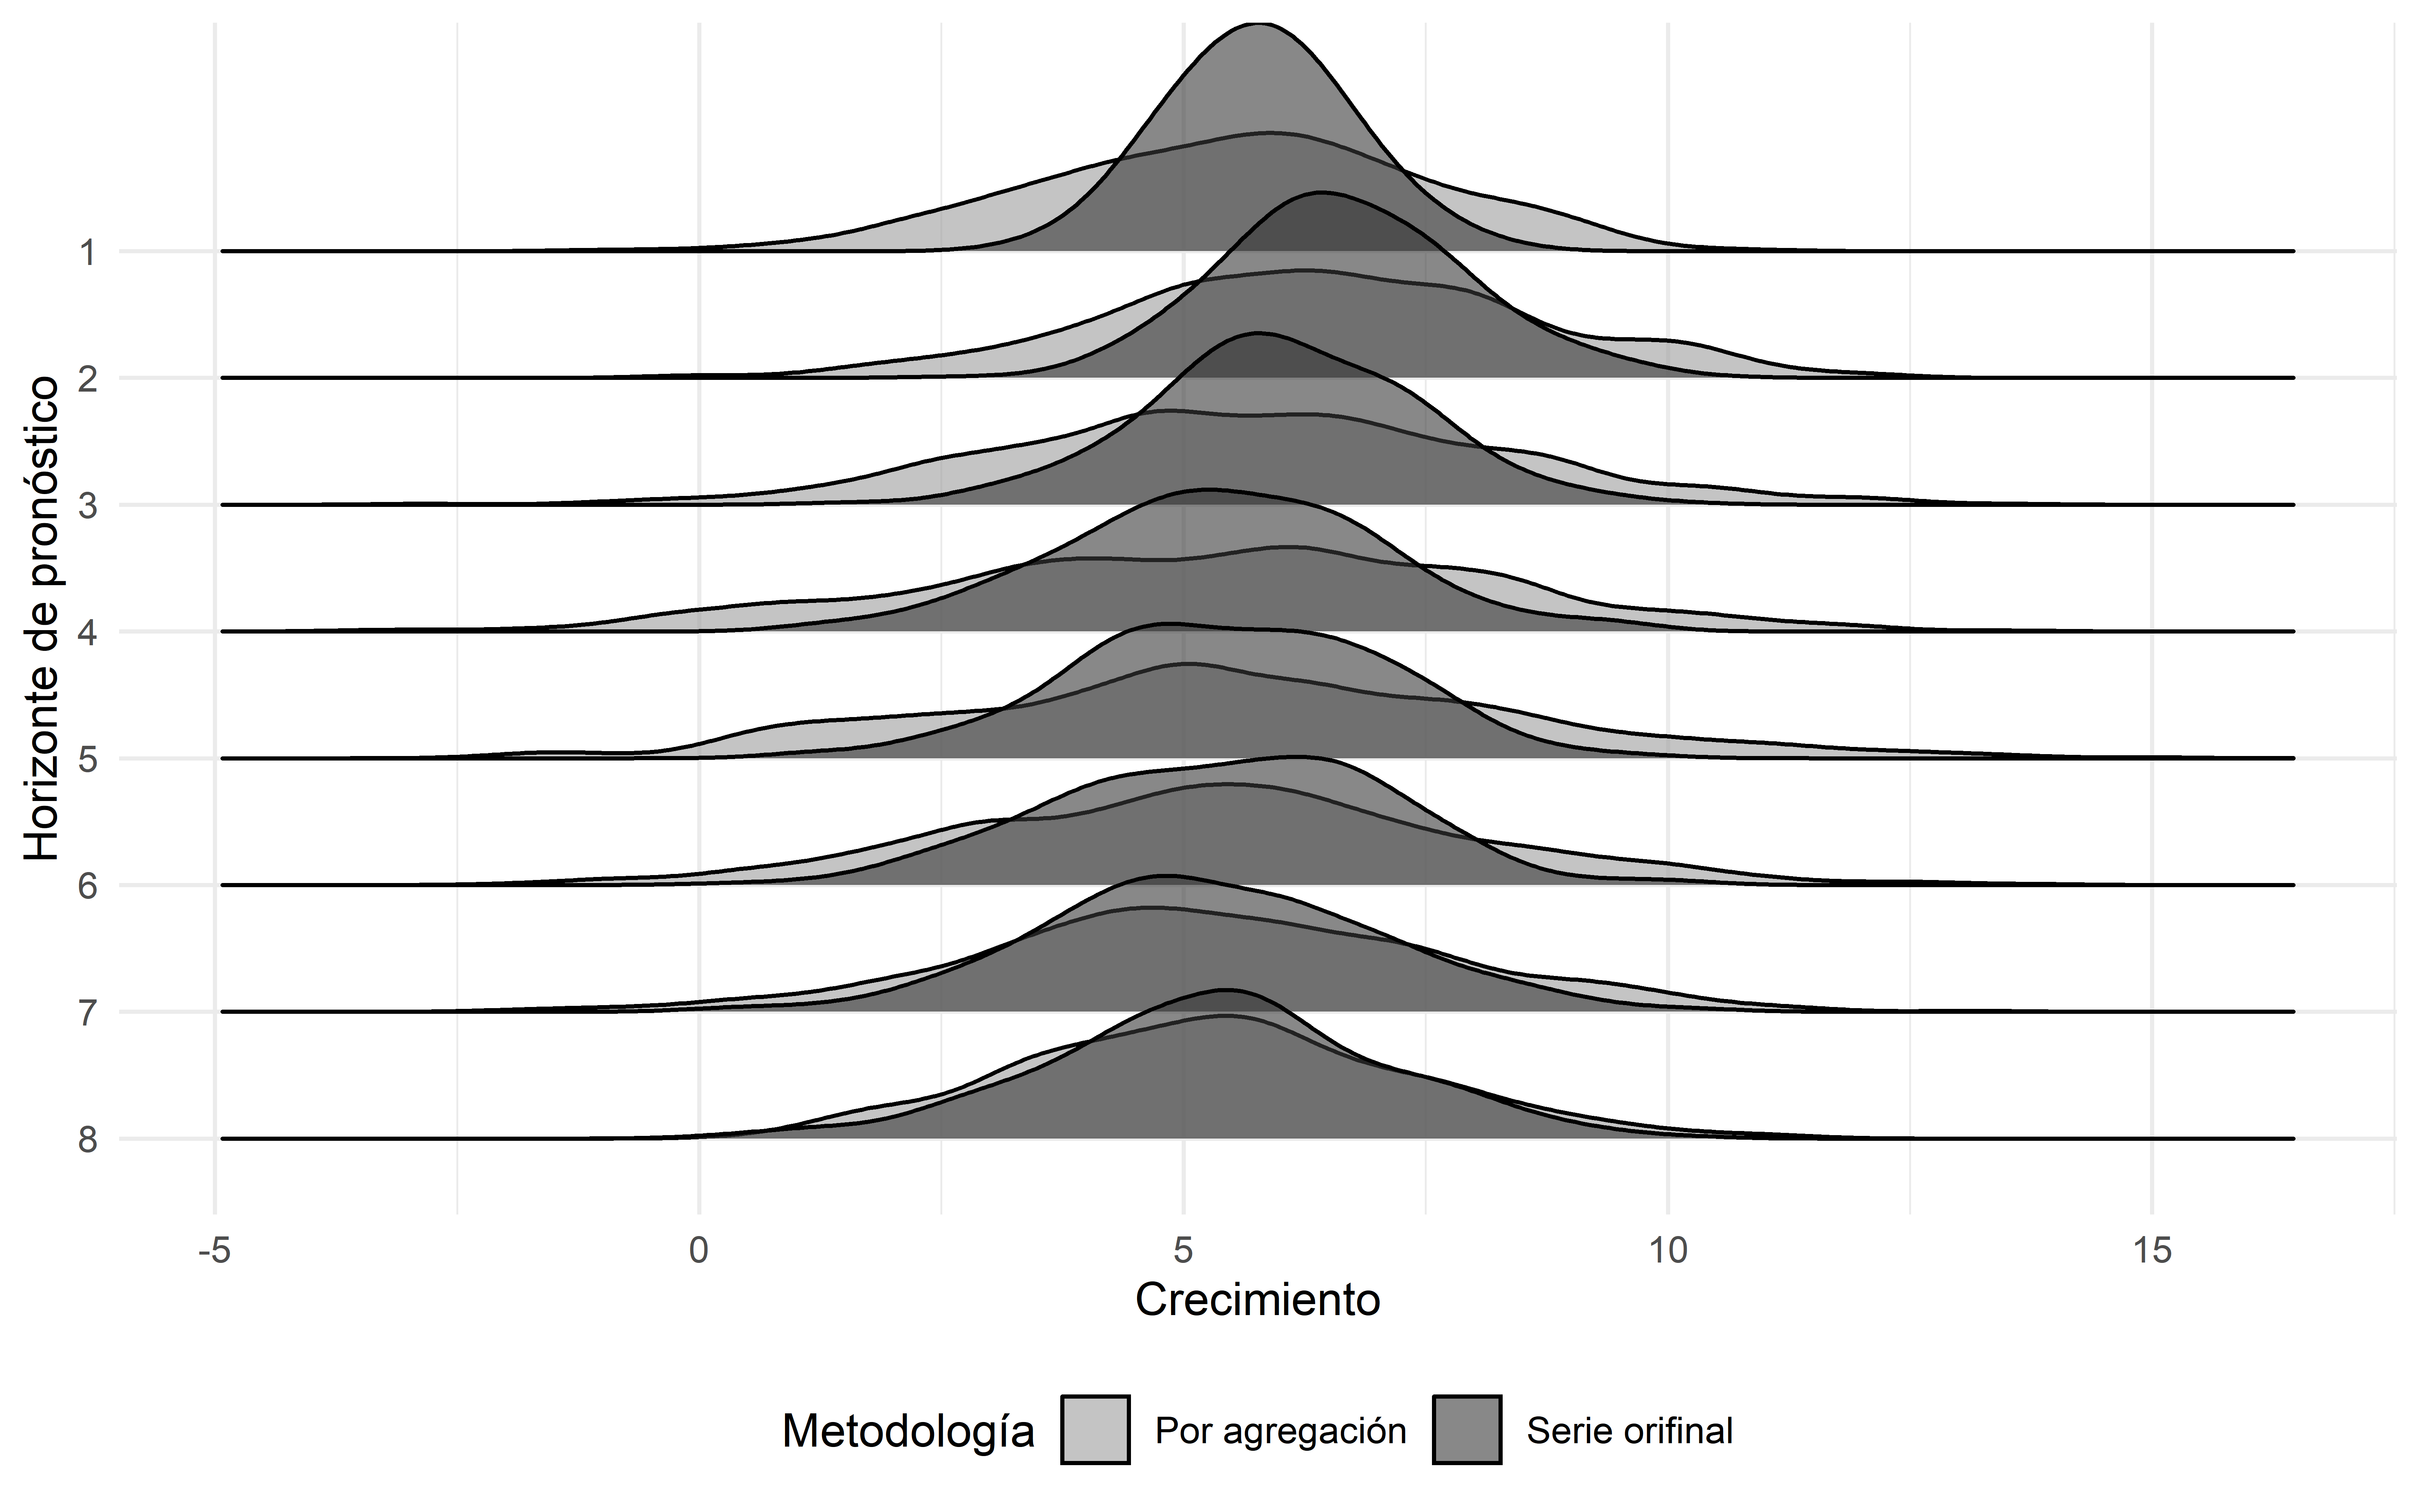 Horizonte de pronóstico
1
2
3
4
5
6
7
8
-5 0 5 10 15
Crecimiento
Metodología Por agregación Serie orifinal